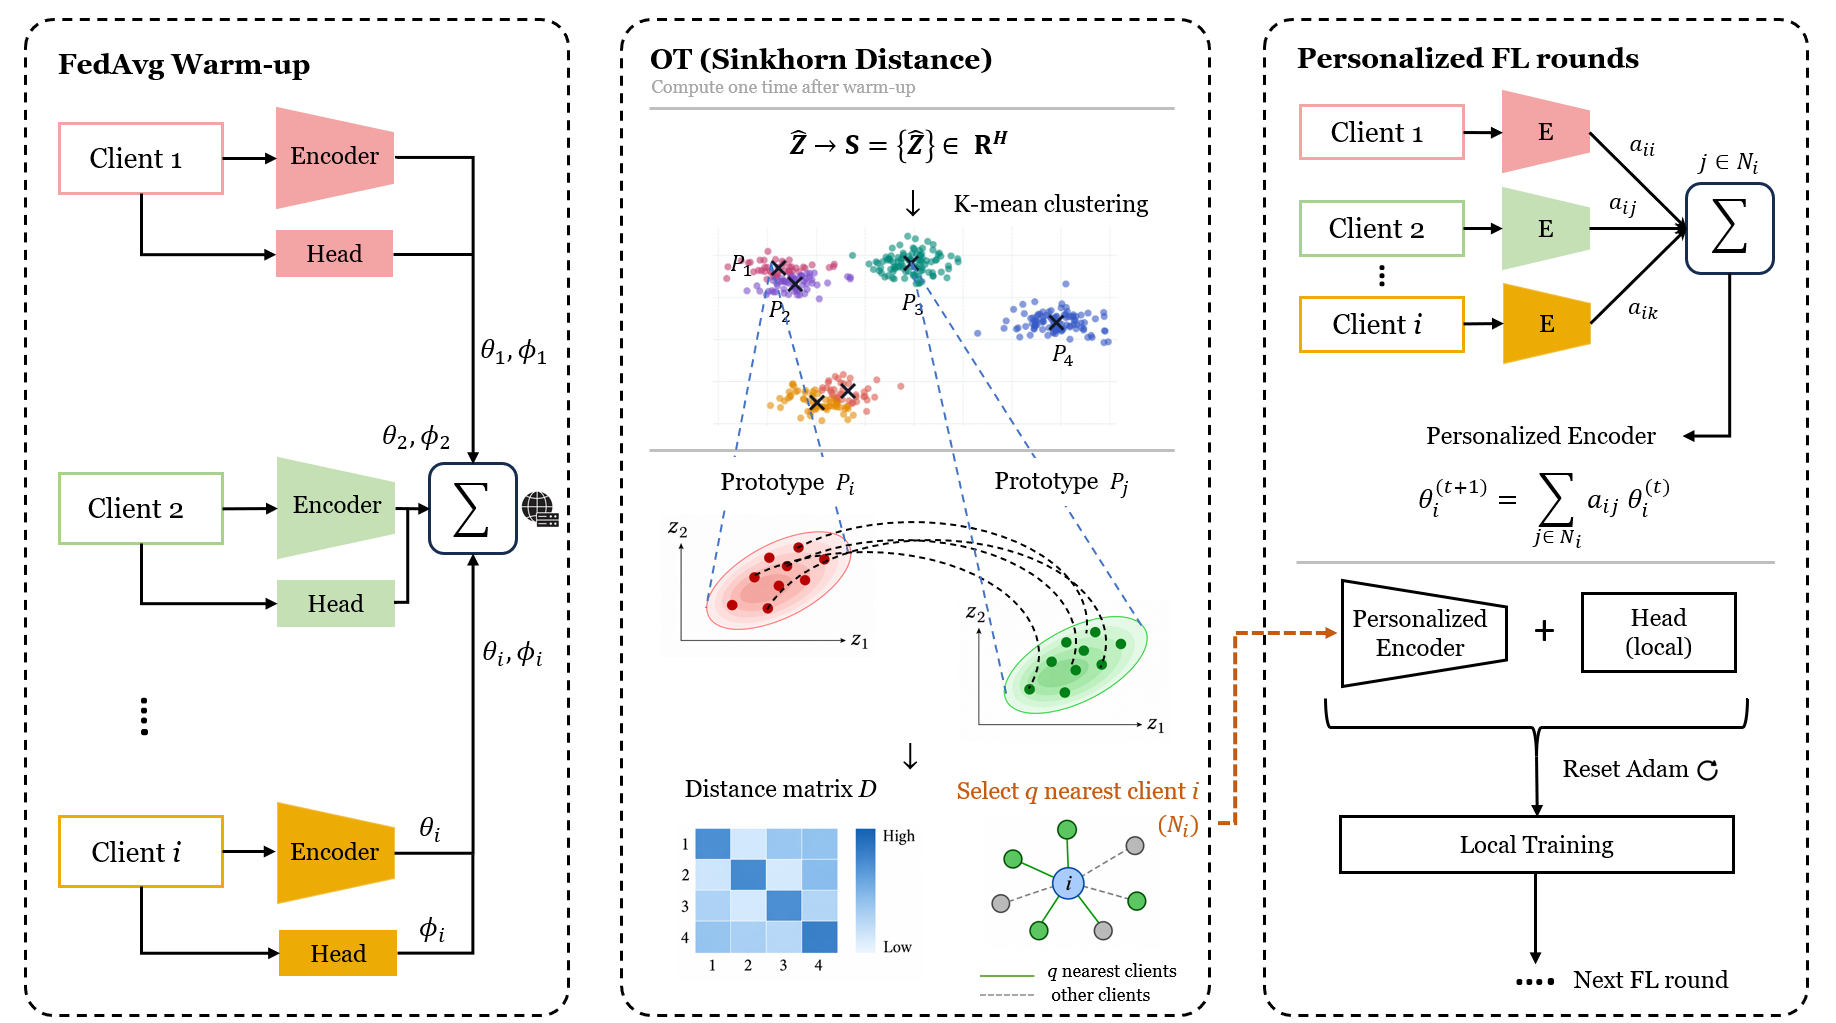 FedAvg Warm-up
Client 1
Encoder
Head
θ₁, ϕ₁
θ₂, ϕ₂
Client 2
Encoder
Head
∑
θᵢ, ϕᵢ
Client i
Encoder
θᵢ
Head
ϕᵢ
OT (Sinkhorn Distance)
Compute one time after warm-up
Ẑ → S = {Ẑ} ∈ R^H
K-mean clustering
P₁
P₂
P₃
P₄
Prototype Pᵢ
Prototype Pⱼ
z₂
z₁
z₂
z₁
Distance matrix D
1
2
3
4
1 2 3 4
High
Low
Select q nearest client i
(Nᵢ)
i
q nearest clients
other clients
Personalized FL rounds
Client 1
E
aᵢᵢ
j ∈ Nᵢ
Client 2
E
aᵢⱼ
∑
Client i
E
aᵢₖ
Personalized Encoder
θᵢ^(t+1) = ∑_{j∈Nᵢ} aᵢⱼ θᵢ^(t)
Personalized
Encoder
+
Head
(local)
Reset Adam
Local Training
Next FL round